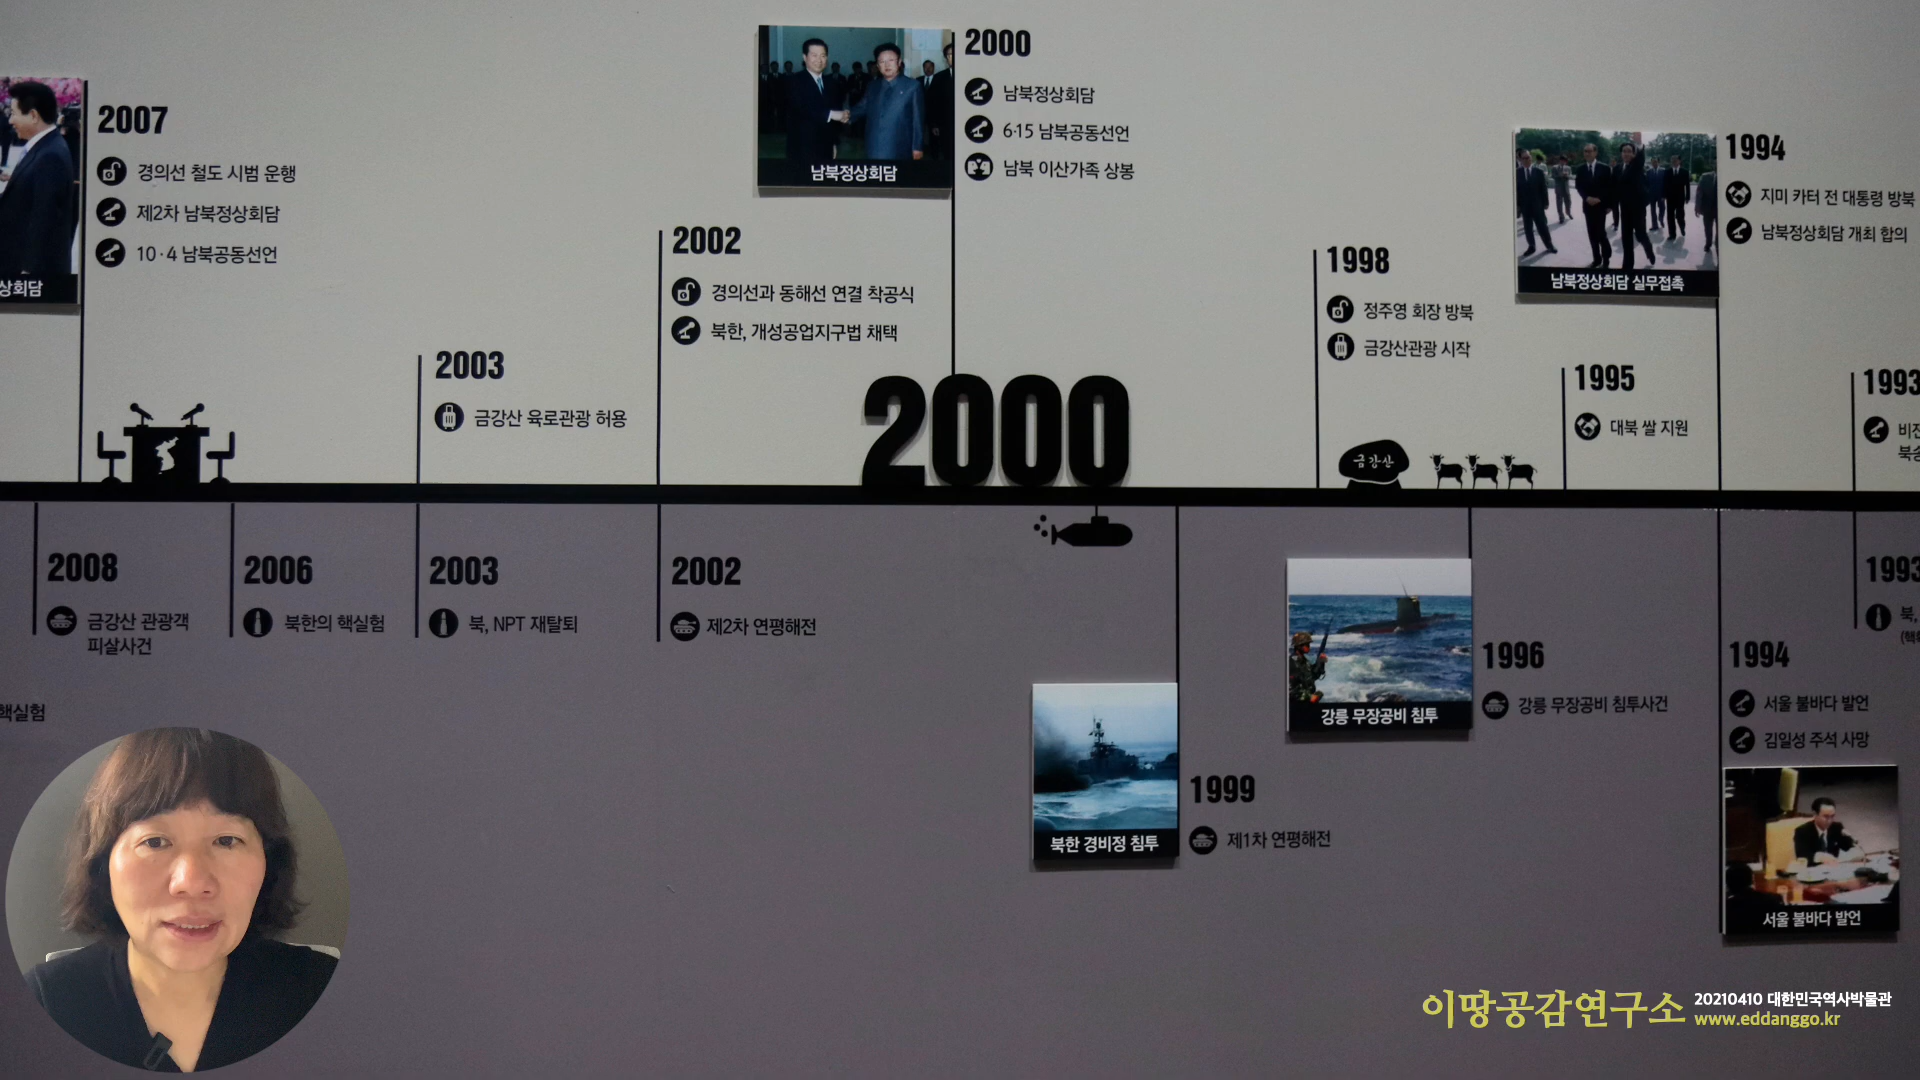 상회담
2007
경의선 철도 시범 운행
제2차 남북정상회담
10·4 남북공동선언
2003
금강산 육로관광 허용
2002
경의선과 동해선 연결 착공식
북한, 개성공업지구법 채택
남북정상회담
2000
남북정상회담
6·15 남북공동선언
남북 이산가족 상봉
2000
1998
정주영 회장 방북
금강산관광 시작
금강산
1995
대북 쌀 지원
남북정상회담 실무접촉
1994
지미 카터 전 대통령 방북
남북정상회담 개최 합의
1993
북송
핵실험
2008
금강산 관광객
피살사건
2006
북한의 핵실험
2003
북, NPT 재탈퇴
2002
제2차 연평해전
북한 경비정 침투
1999
제1차 연평해전
강릉 무장공비 침투
1996
강릉 무장공비 침투사건
1994
서울 불바다 발언
김일성 주석 사망
서울 불바다 발언
1993
북,
이땅공감연구소
20210410 대한민국역사박물관
www.eddanggo.kr